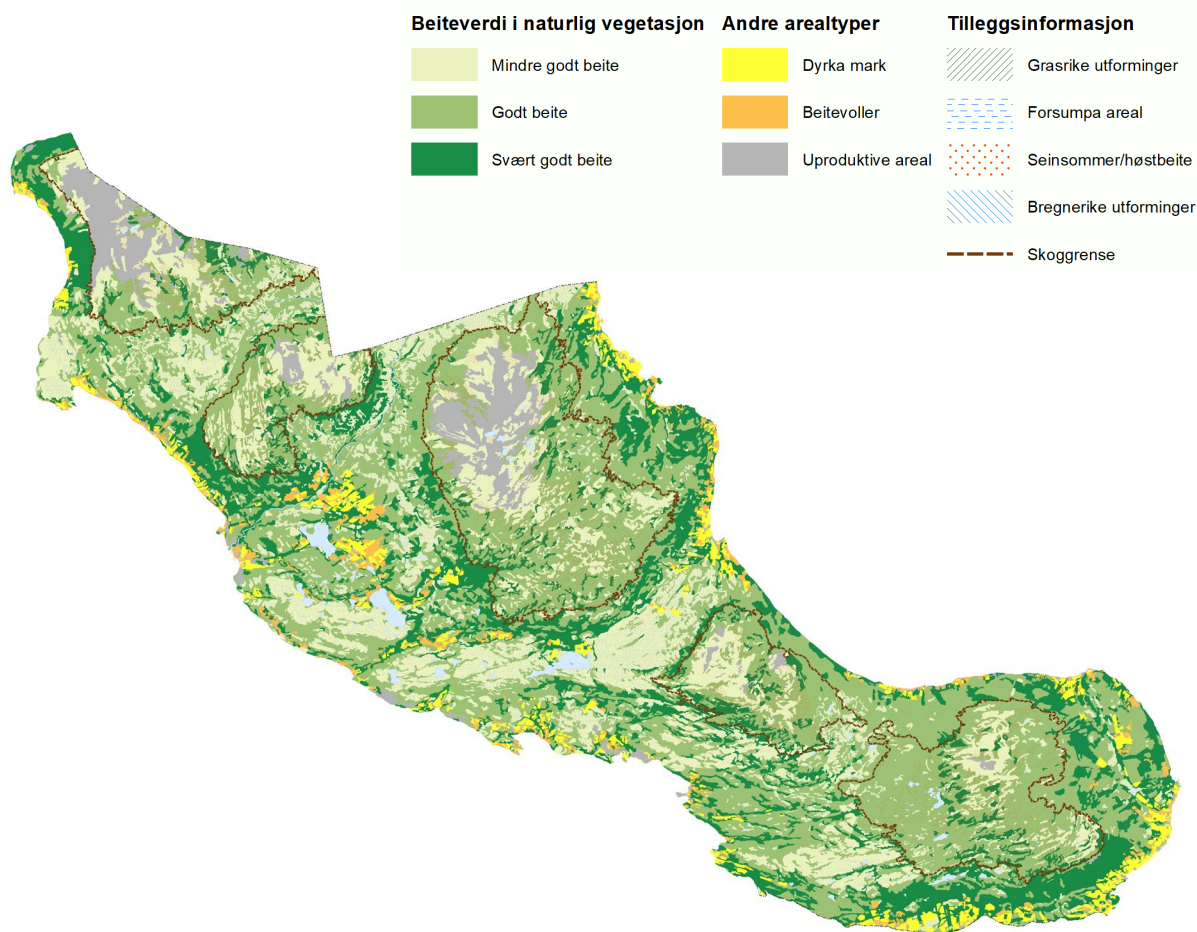 Beiteverdi i naturlig vegetasjon
Mindre godt beite
Godt beite
Svært godt beite
Andre arealtyper
Dyrka mark
Beitevoller
Uproduktive areal
Tilleggsinformasjon
Grasrike utforminger
Forsumpa areal
Seinsommer/høstbeite
Bregnerike utforminger
Skoggrense